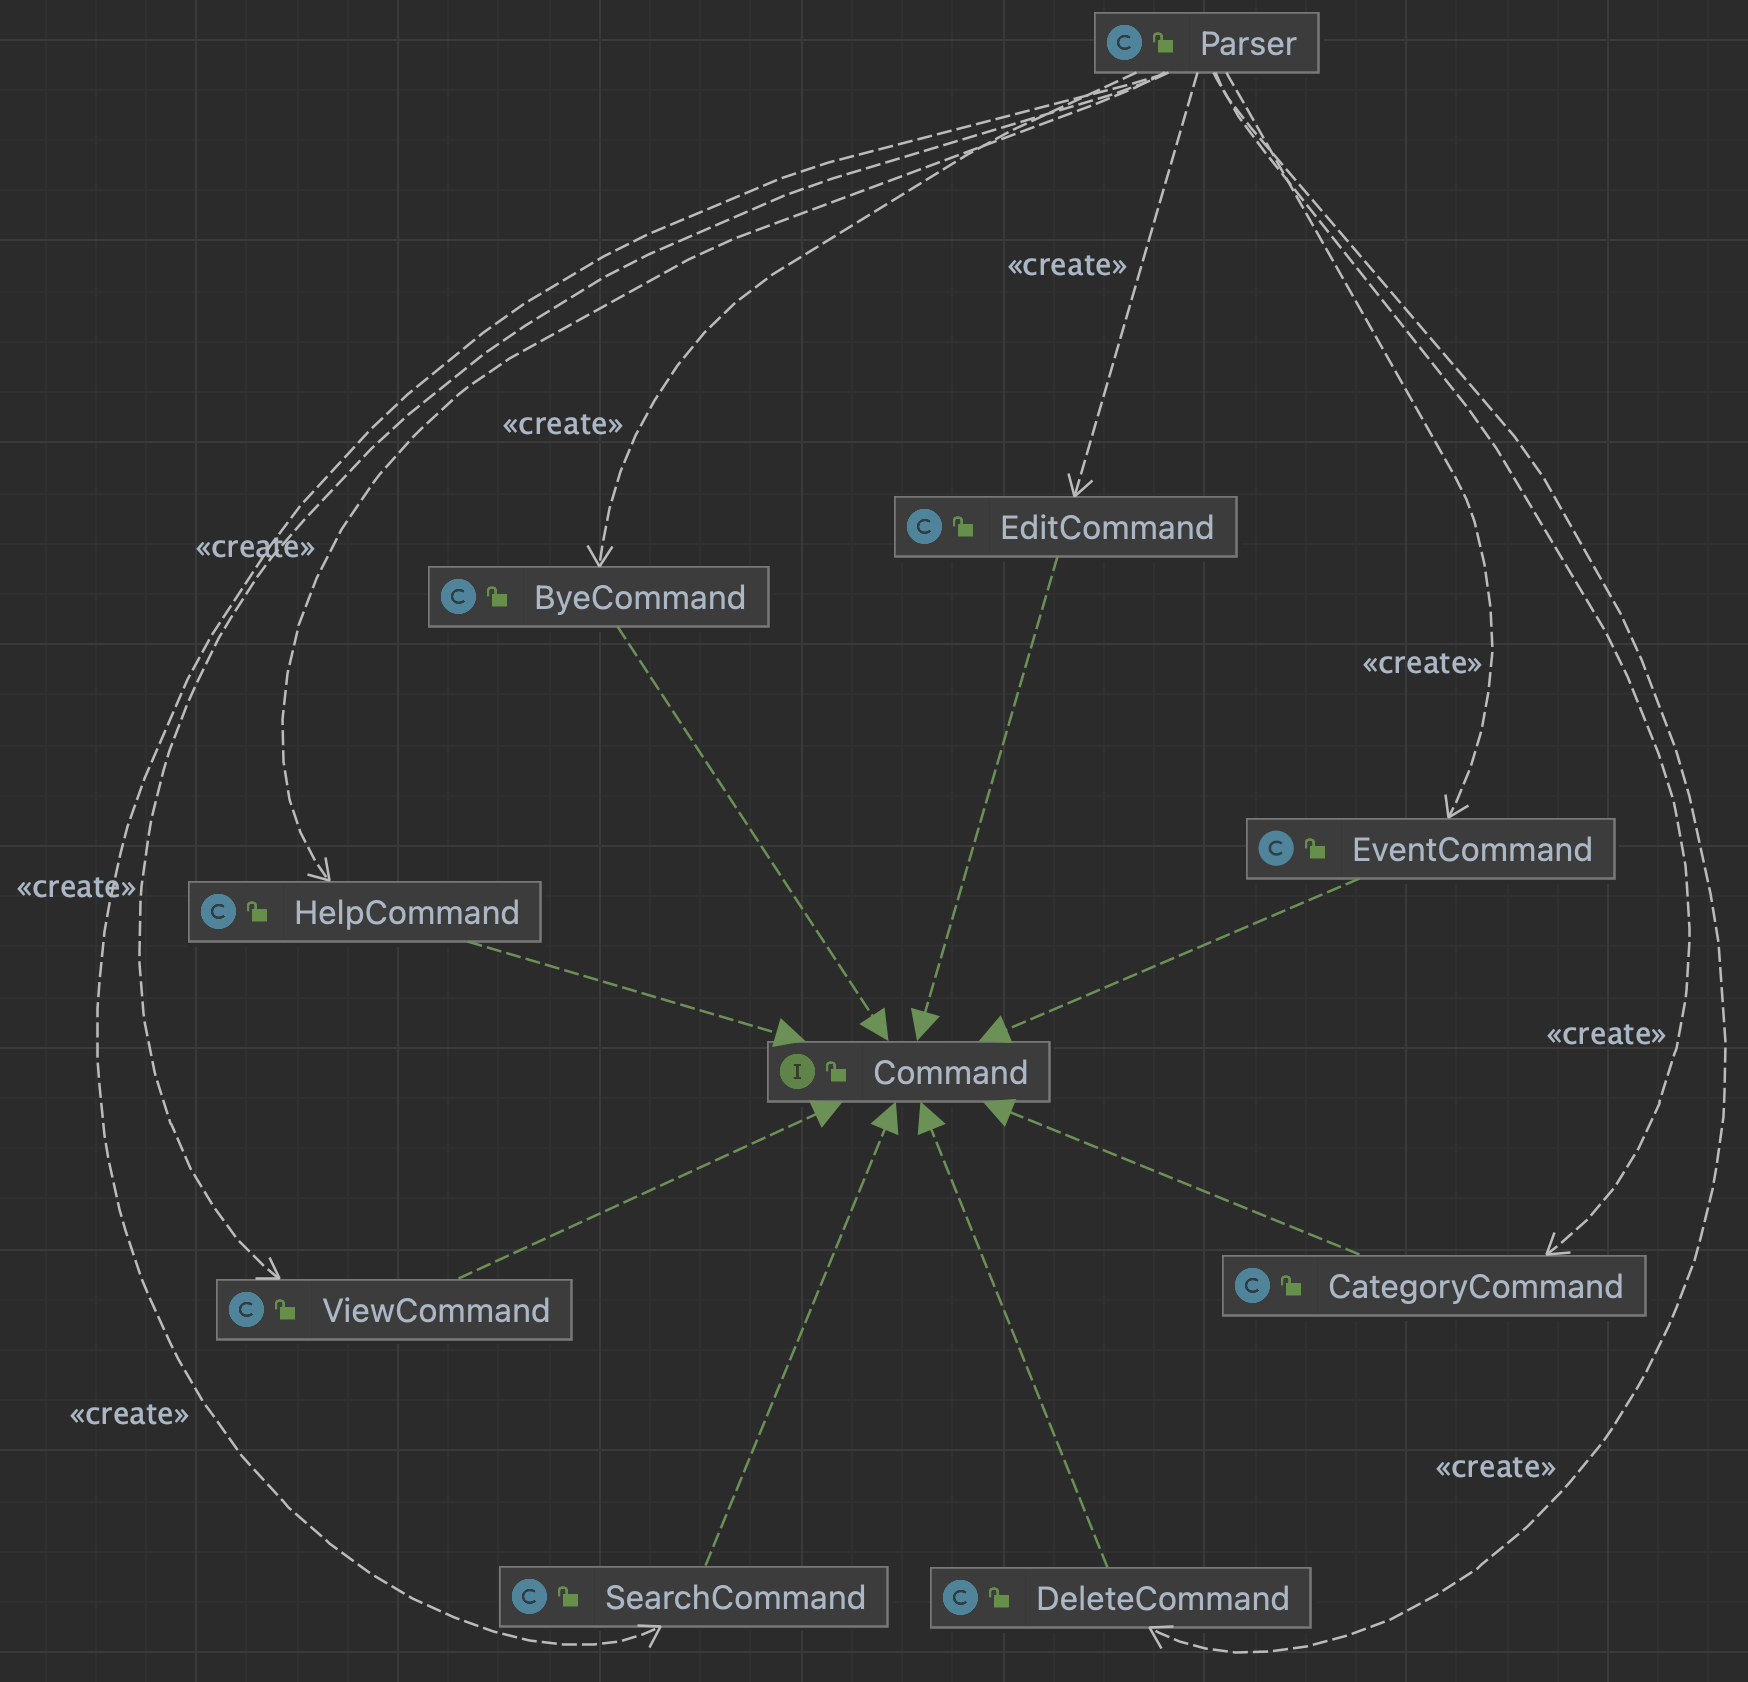 C Parser
«create»
«create»
C EditCommand
«create»
C ByeCommand
«create»
C EventCommand
«create»
C HelpCommand
«create»
I Command
C CategoryCommand
C ViewCommand
«create»
«create»
C SearchCommand
C DeleteCommand